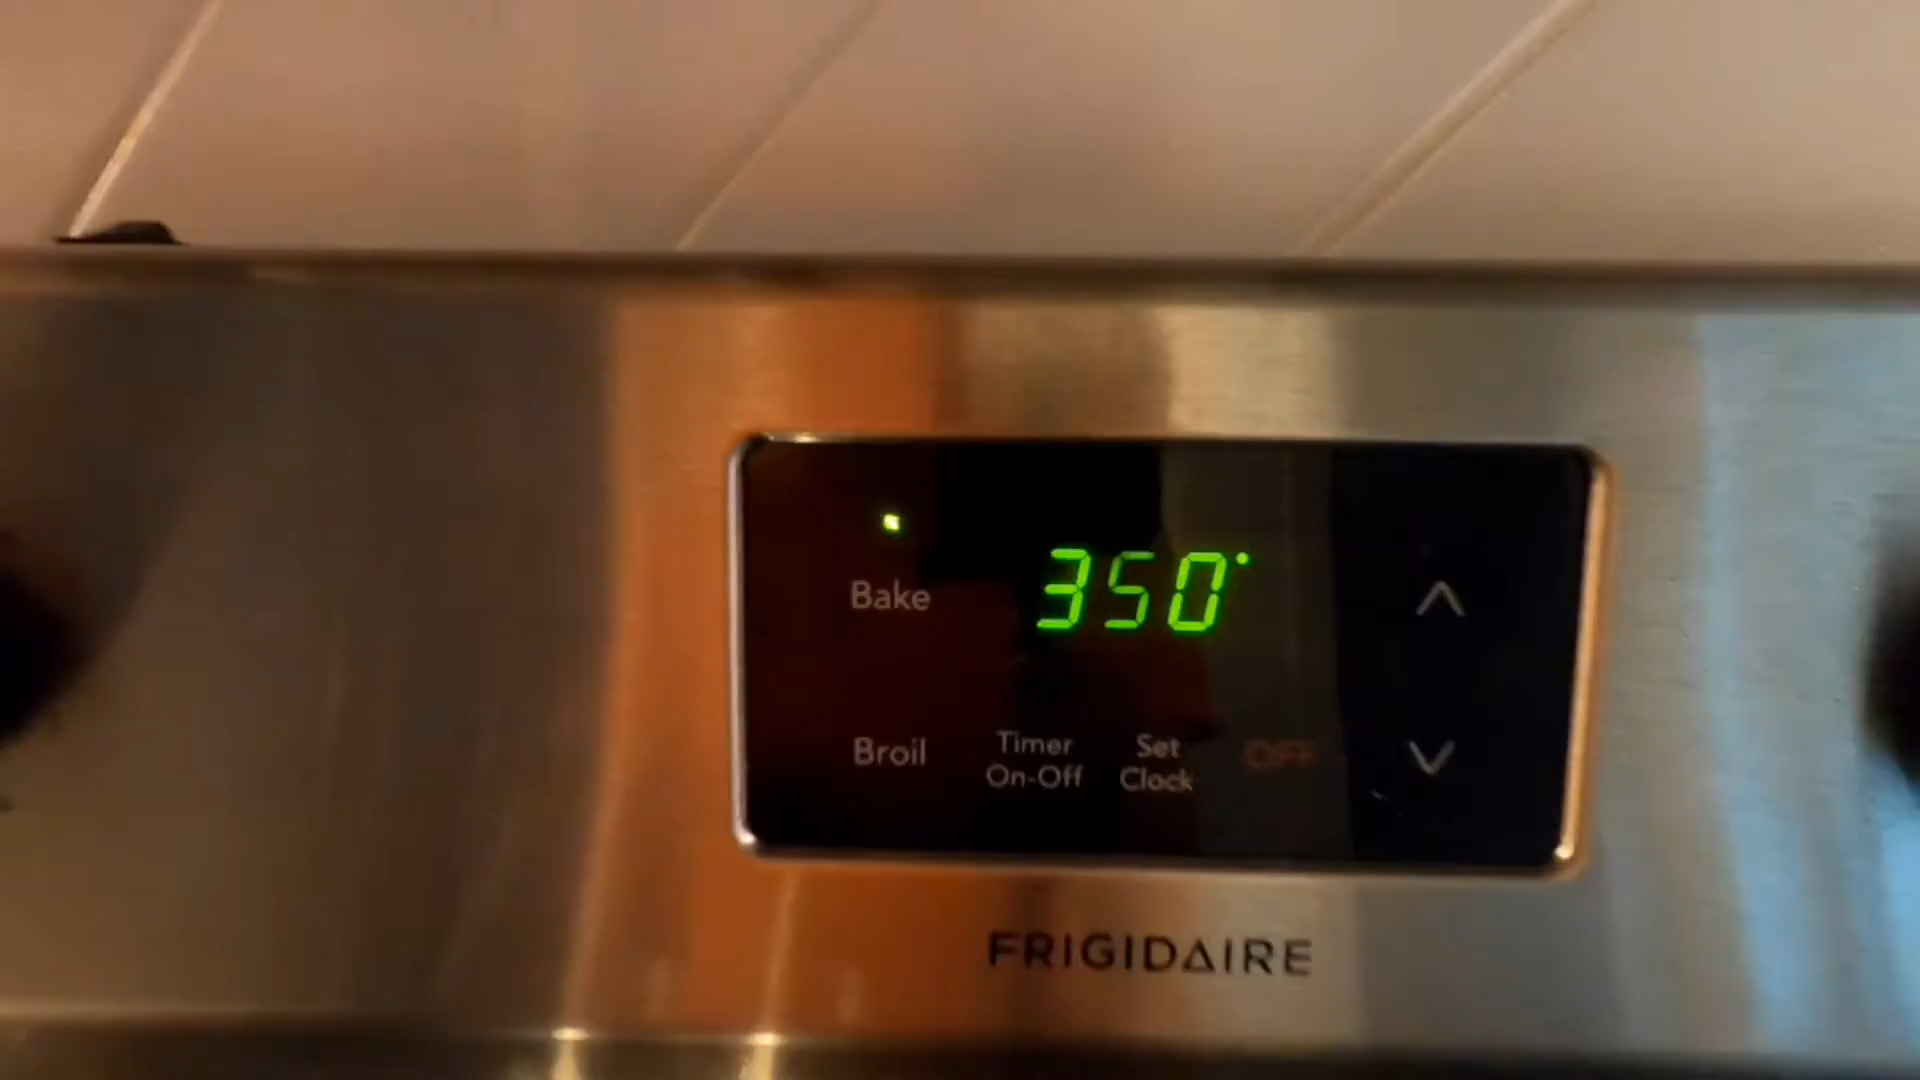 Bake
350°
Broil
Timer
On-Off
Set
Clock
OFF
FRIGIDAIRE